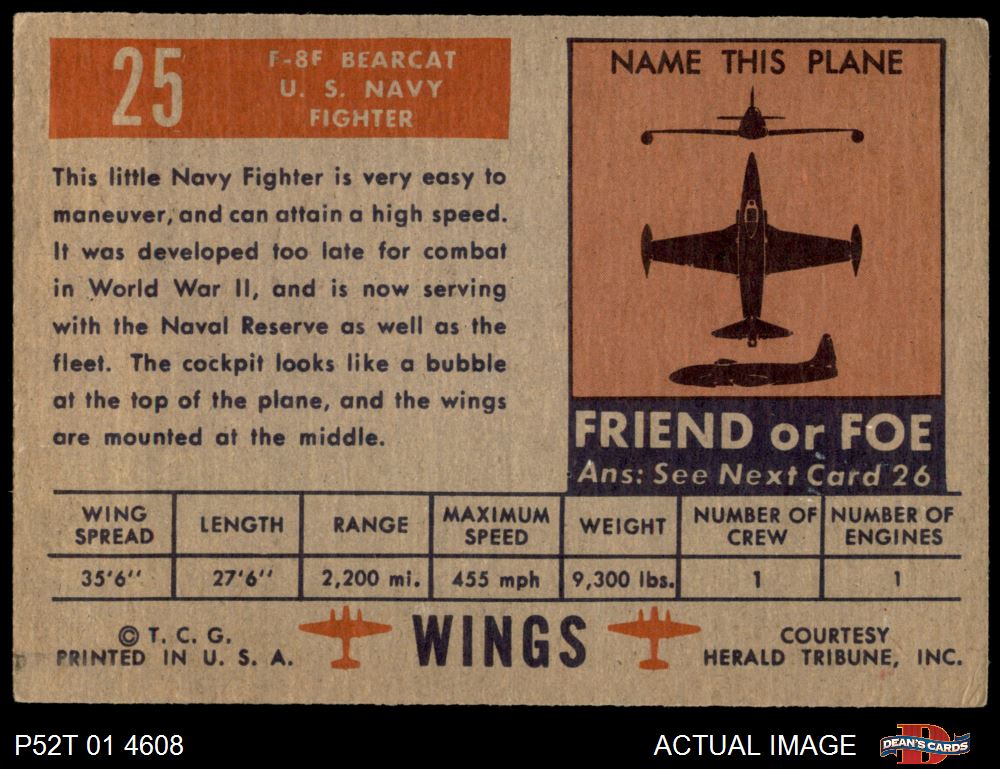 25
F-8F BEARCAT
U. S. NAVY
FIGHTER
This little Navy Fighter is very easy to
maneuver, and can attain a high speed.
It was developed too late for combat
in World War II, and is now serving
with the Naval Reserve as well as the
fleet. The cockpit looks like a bubble
at the top of the plane, and the wings
are mounted at the middle.
NAME THIS PLANE
FRIEND or FOE
Ans: See Next Card 26
WING SPREAD
LENGTH
RANGE
MAXIMUM SPEED
WEIGHT
NUMBER OF CREW
NUMBER OF ENGINES
35'6''
27'6''
2,200 mi.
455 mph
9,300 lbs.
1
1
© T. C. G.
PRINTED IN U. S. A.
WINGS
COURTESY
HERALD TRIBUNE, INC.
P52T 01 4608
ACTUAL IMAGE
D
DEAN'S CARDS